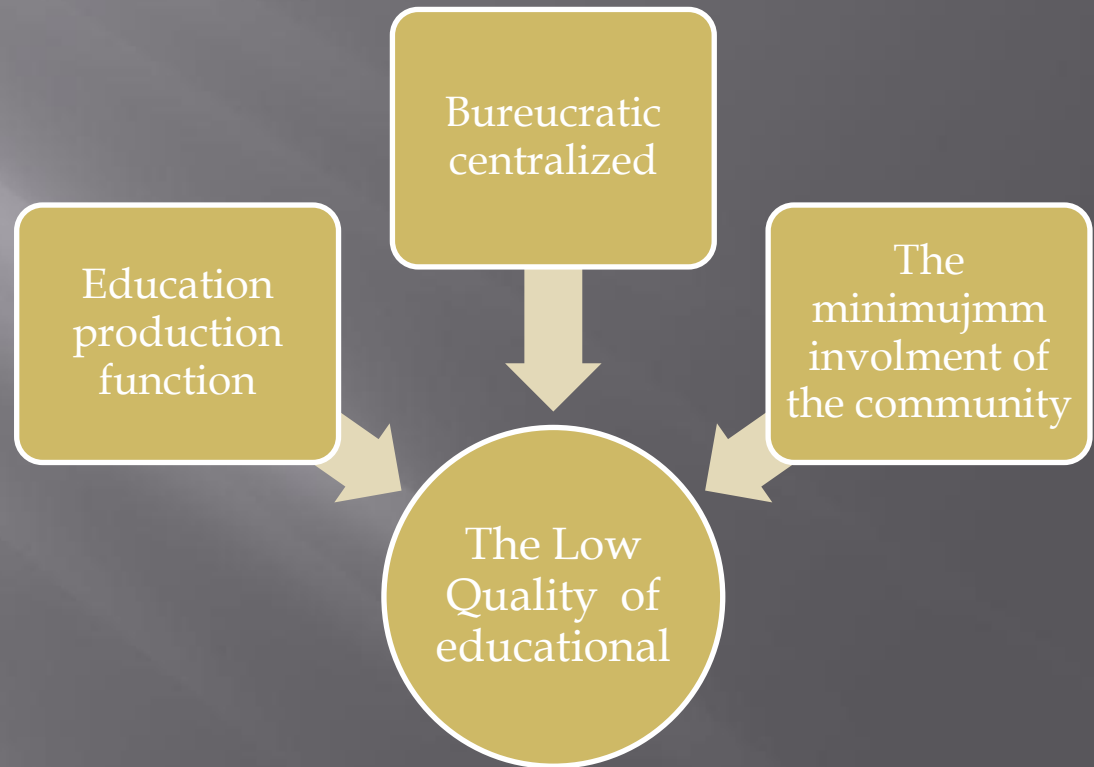 Bureucratic
centralized
Education
production
function
The
minimujmm
involment of
the community
The Low
Quality of
educational